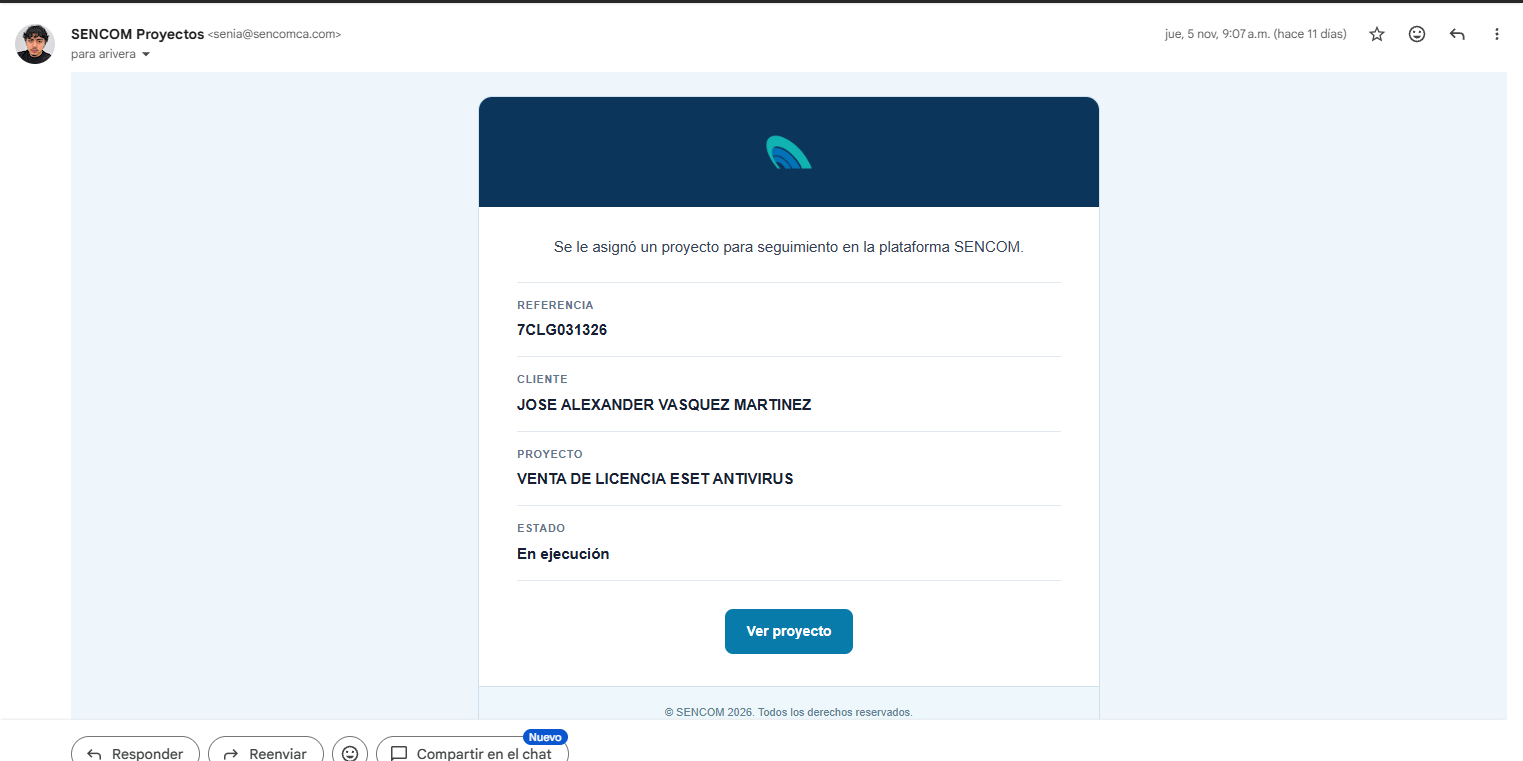 SENCOM Proyectos <senia@sencomca.com>
jue, 5 nov, 9:07 a.m. (hace 11 días)
para arivera
Se le asignó un proyecto para seguimiento en la plataforma SENCOM.
REFERENCIA
7CLG031326
CLIENTE
JOSE ALEXANDER VASQUEZ MARTINEZ
PROYECTO
VENTA DE LICENCIA ESET ANTIVIRUS
ESTADO
En ejecución
Ver proyecto
© SENCOM 2026. Todos los derechos reservados.
Nuevo
Responder
Reenviar
Compartir en el chat